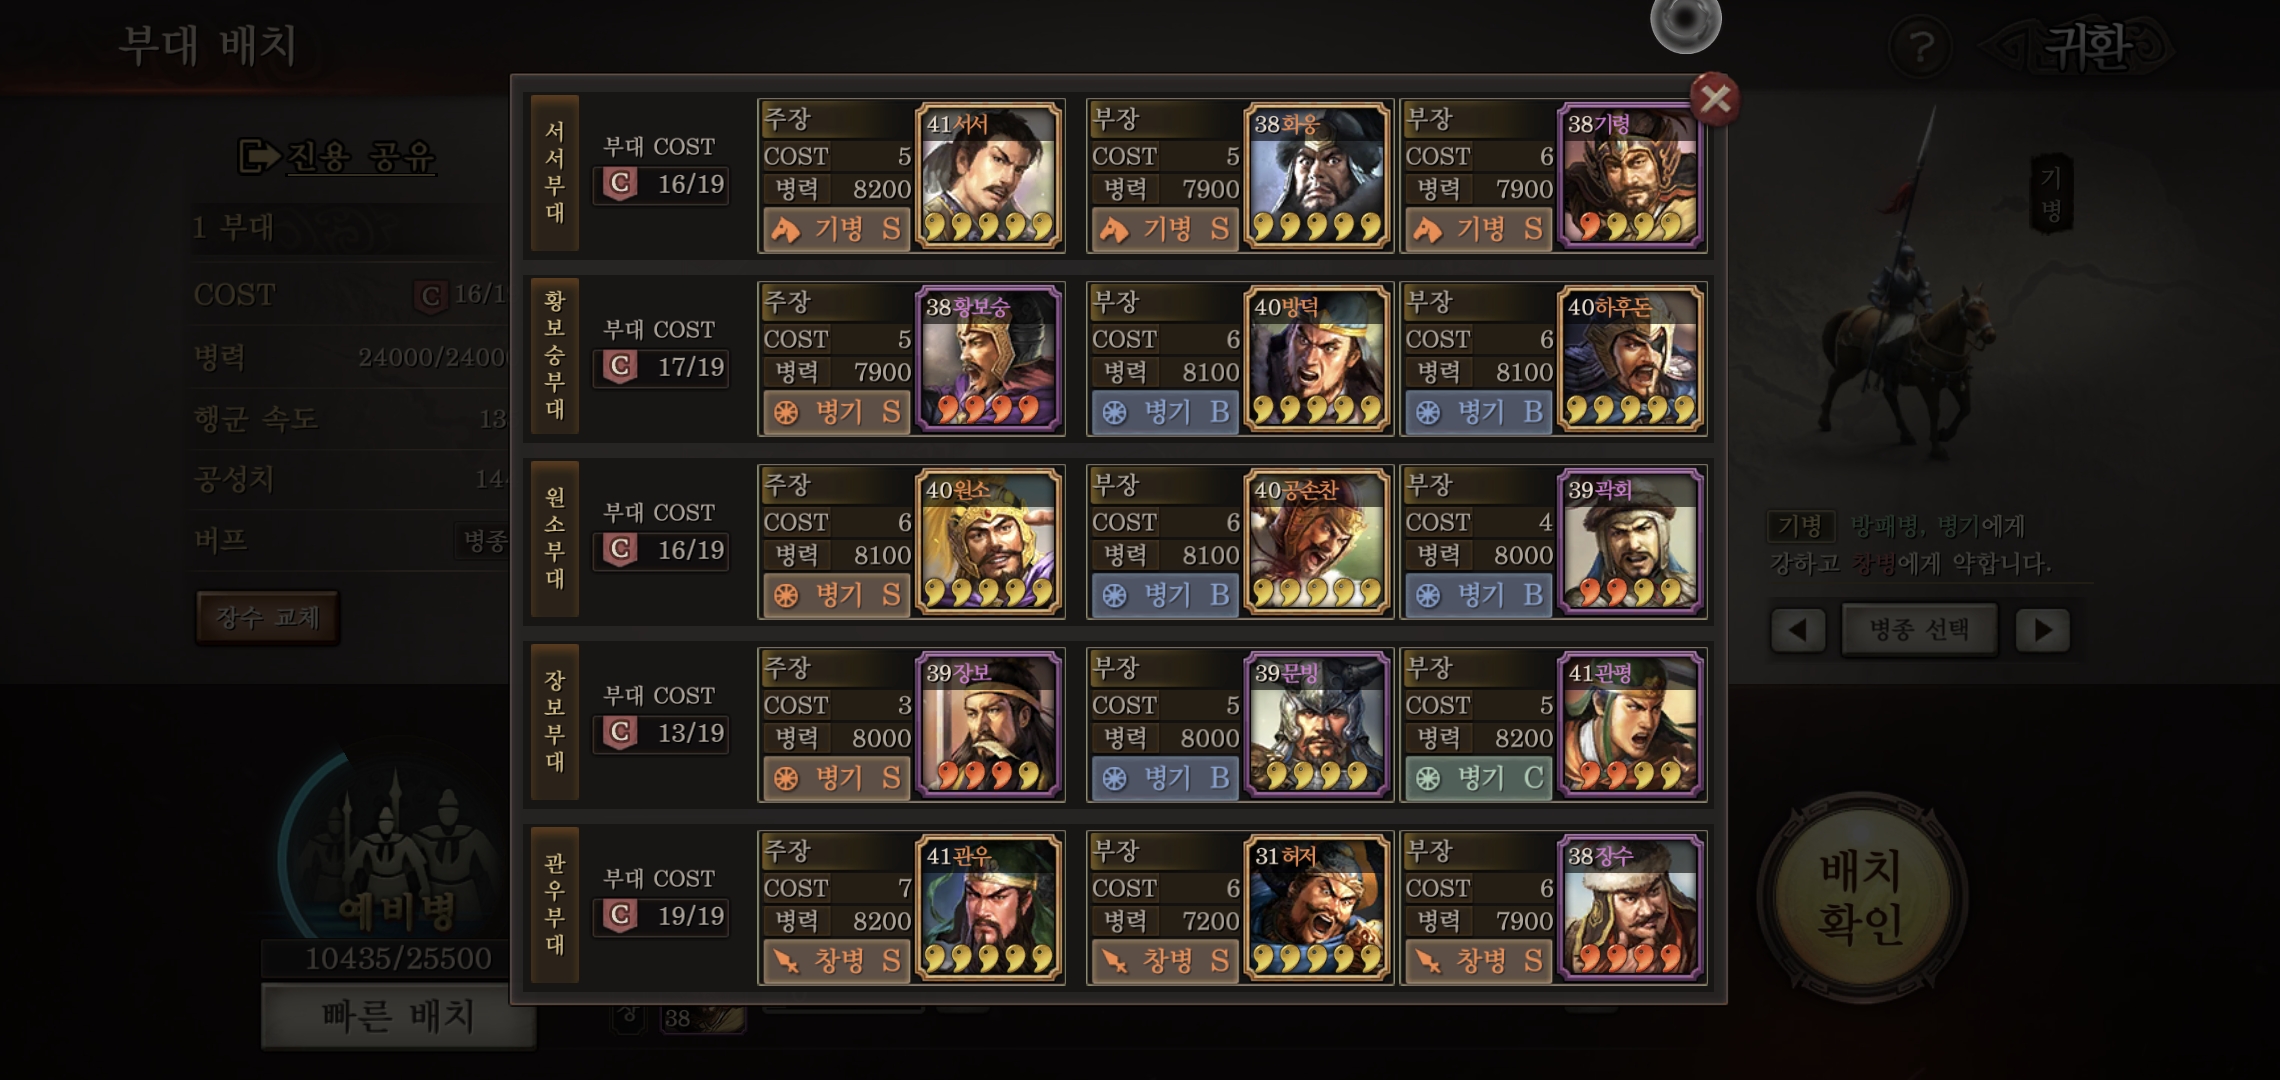 부대 배치
?
귀환
진용 공유
1 부대
COST
C 16/1
병력
24000/2400
행군 속도
13
공성치
14
버프
병종
장수 교체
예비병
10435/25500
빠른 배치
서서부대
부대 COST
C 16/19
주장
COST 5
병력 8200
기병 S
41서서
부장
COST 5
병력 7900
기병 S
38화웅
부장
COST 6
병력 7900
기병 S
38기령
황보숭부대
부대 COST
C 17/19
주장
COST 5
병력 7900
병기 S
38황보숭
부장
COST 6
병력 8100
병기 B
40방덕
부장
COST 6
병력 8100
병기 B
40하후돈
원소부대
부대 COST
C 16/19
주장
COST 6
병력 8100
병기 S
40원소
부장
COST 6
병력 8100
병기 B
40공손찬
부장
COST 4
병력 8000
병기 B
39곽회
장보부대
부대 COST
C 13/19
주장
COST 3
병력 8000
병기 S
39장보
부장
COST 5
병력 8000
병기 B
39문빙
부장
COST 5
병력 8200
병기 C
41관평
관우부대
부대 COST
C 19/19
주장
COST 7
병력 8200
창병 S
41관우
부장
COST 6
병력 7200
창병 S
31허저
부장
COST 6
병력 7900
창병 S
38장수
38
기병
기병 방패병, 병기에게
강하고 창병에게 약합니다.
병종 선택
배치
확인